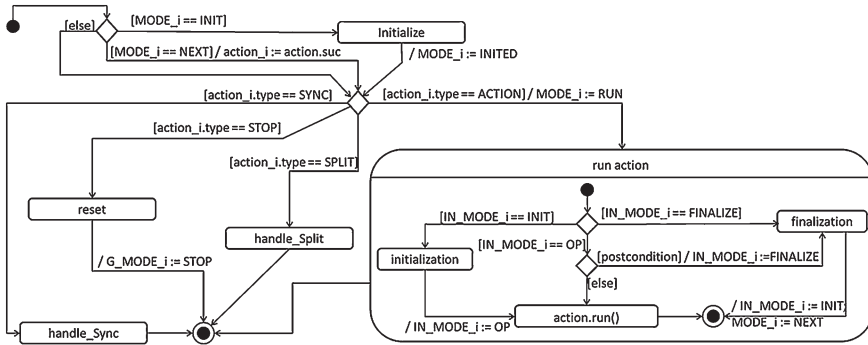 [else]
[MODE_i == INIT]
Initialize
[MODE_i == NEXT] / action_i := action.suc
/ MODE_i := INITED
[action_i.type == SYNC]
[action_i.type == ACTION] / MODE_i := RUN
[action_i.type == STOP]
[action_i.type == SPLIT]
run action
reset
[IN_MODE_i == INIT]
[IN_MODE_i == FINALIZE]
finalization
handle_Split
[IN_MODE_i == OP]
initialization
[postcondition] / IN_MODE_i :=FINALIZE
/ G_MODE_i := STOP
[else]
action.run()
/ IN_MODE_i := INIT;
MODE_i := NEXT
/ IN_MODE_i := OP
handle_Sync